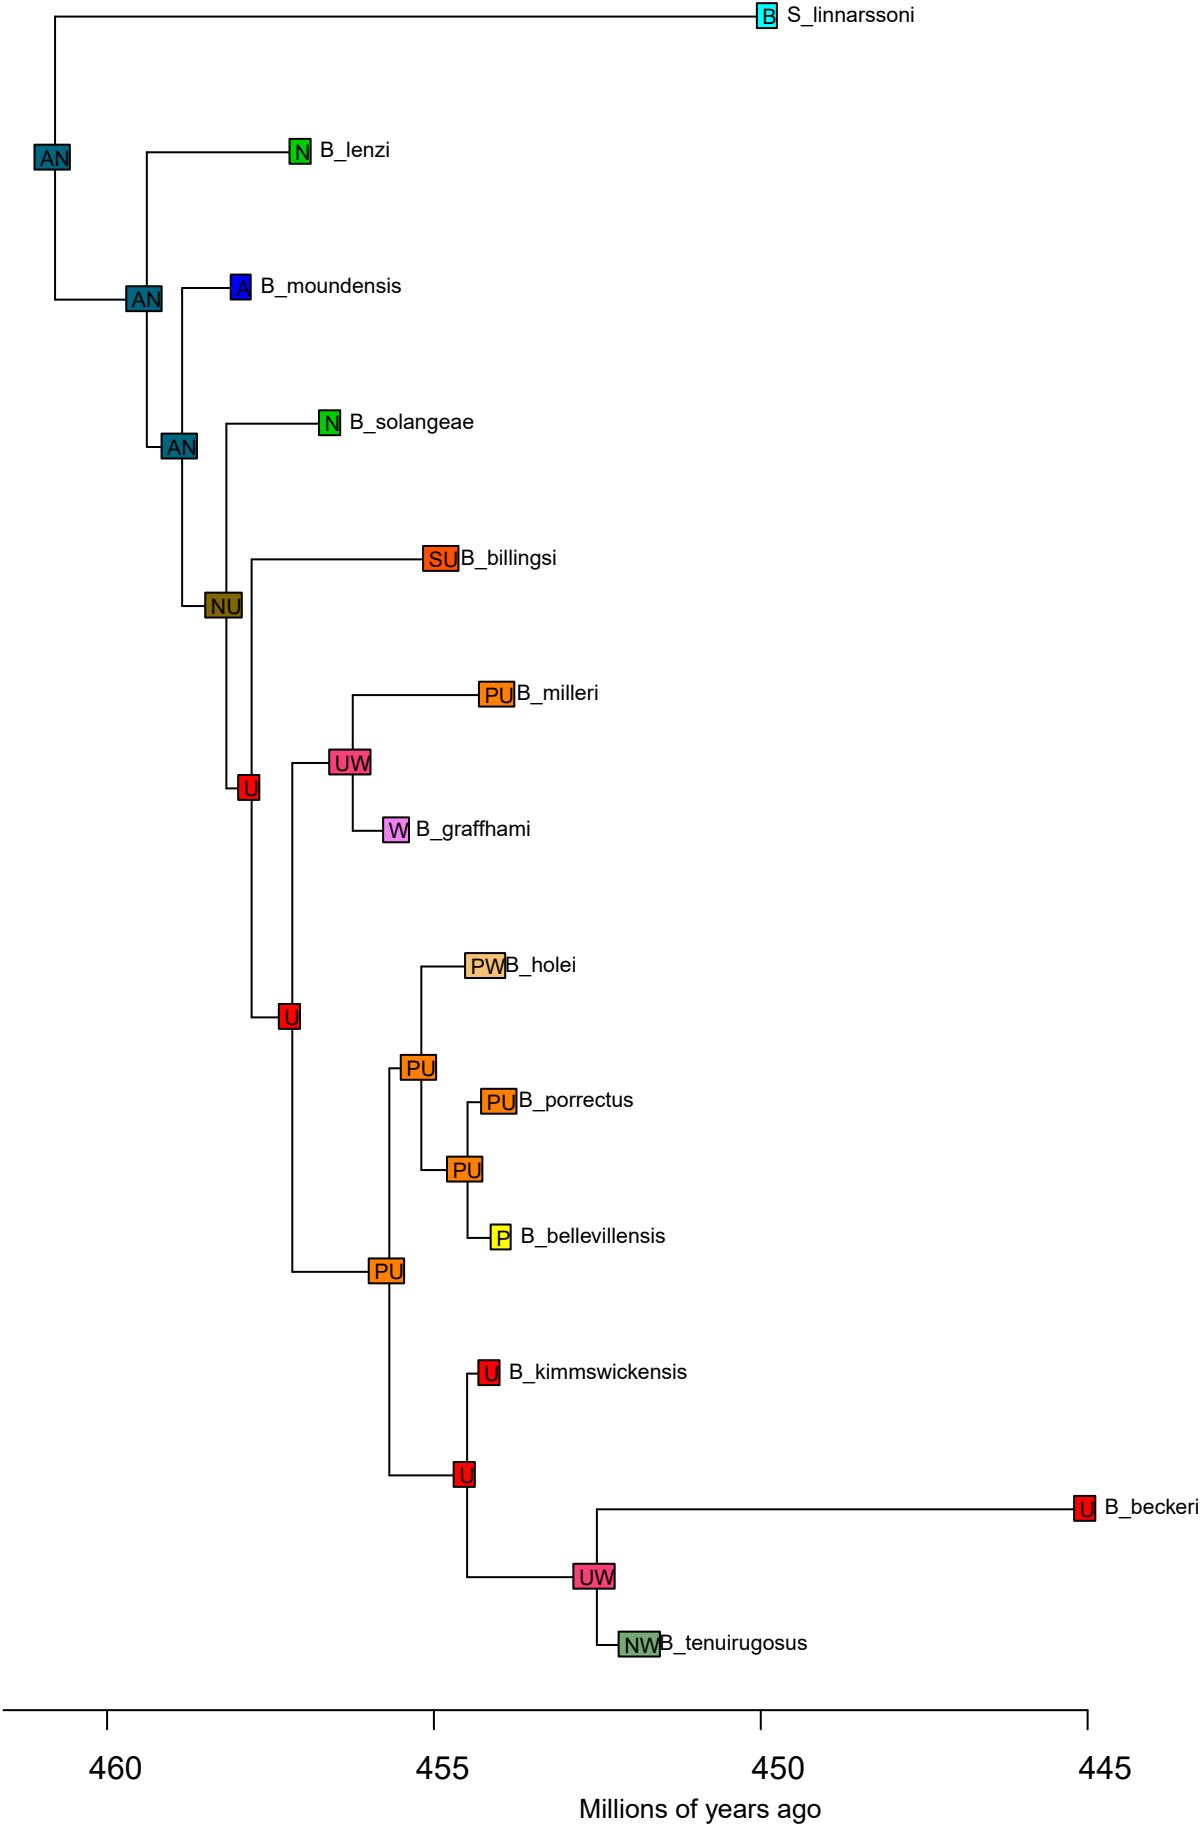 B S_linnarssoni
N B_lenzi
AN
A B_moundensis
AN
N B_solangeae
AN
SU B_billingsi
NU
PU B_milleri
UW
U
W B_graffhami
PW B_holei
U
PU
PU B_porrectus
PU
P B_bellevillensis
PU
U B_kimmswickensis
U
U B_beckeri
UW
NW B_tenuirugosus
460 455 450 445
Millions of years ago